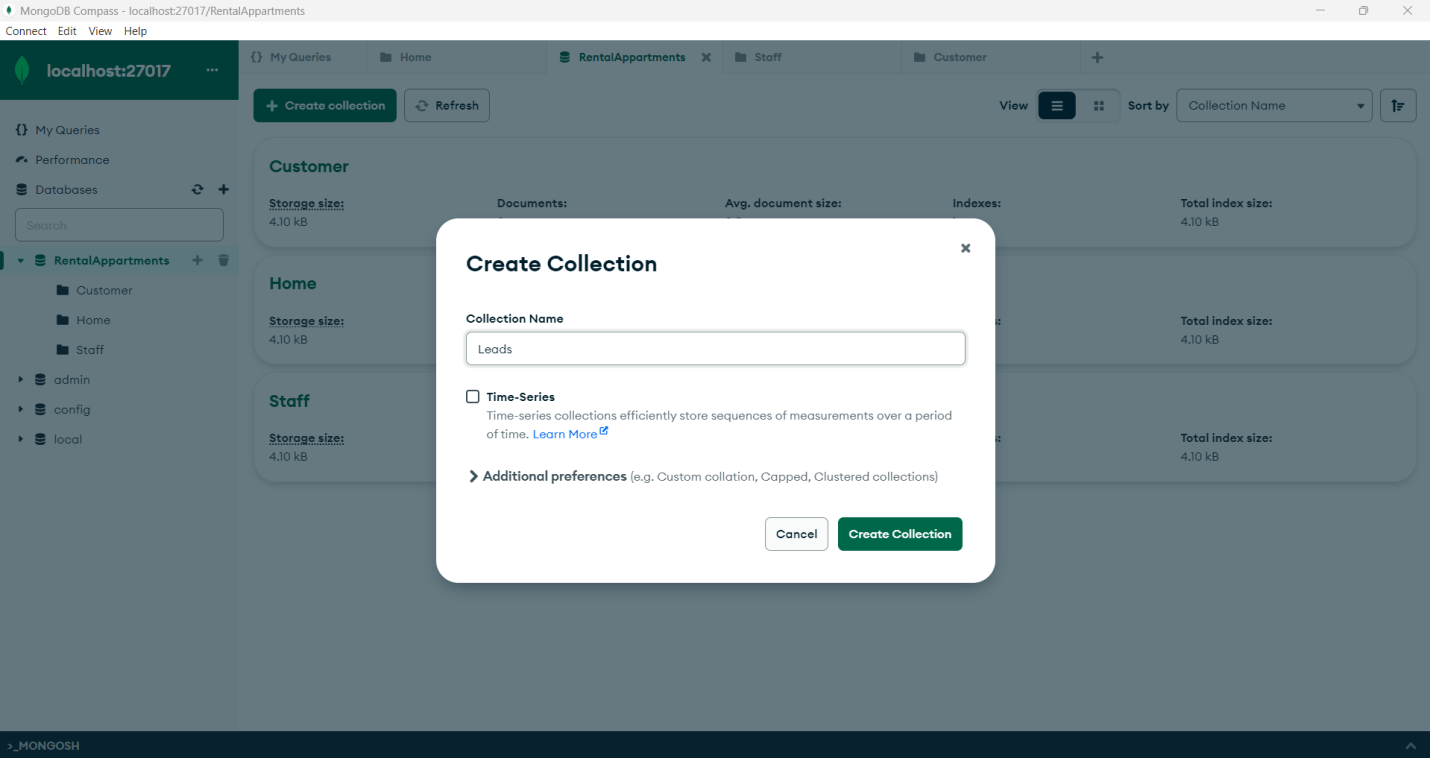 MongoDB Compass - localhost:27017/RentalAppartments
Connect Edit View Help
localhost:27017 ...
{} My Queries
Performance
Databases
Search
RentalAppartments
Customer
Home
Staff
admin
config
local
{} My Queries Home RentalAppartments Staff Customer
Create collection Refresh View Sort by Collection Name
Customer
Storage size: Documents: Avg. document size: Indexes: Total index size:
4.10 kB 4.10 kB
Home
Storage size: Total index size:
4.10 kB 4.10 kB
Staff
Storage size: Total index size:
4.10 kB 4.10 kB
Create Collection
Collection Name
Leads
Time-Series
Time-series collections efficiently store sequences of measurements over a period
of time. Learn More
Additional preferences (e.g. Custom collation, Capped, Clustered collections)
Cancel Create Collection
>_MONGOSH